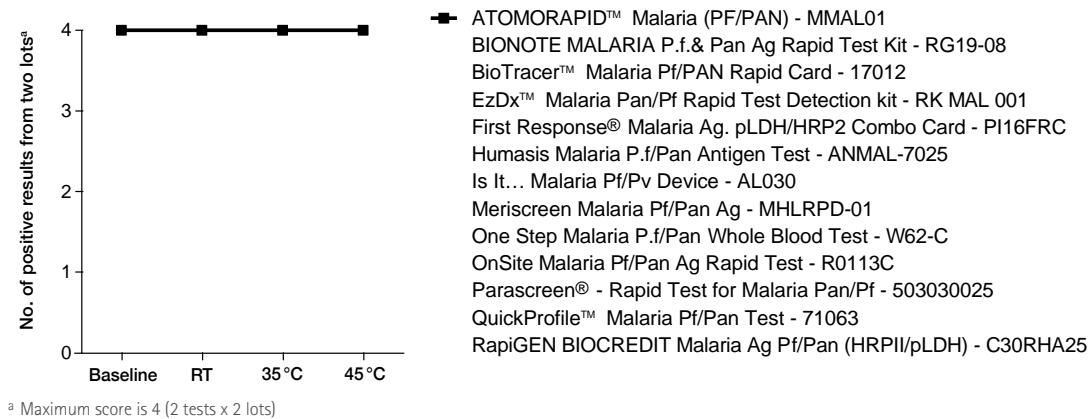 No. of positive results from two lotsª
4
3
2
1
0
Baseline RT 35°C 45°C
ATOMORAPID™ Malaria (PF/PAN) - MMAL01
BIONOTE MALARIA P.f.& Pan Ag Rapid Test Kit - RG19-08
BioTracer™ Malaria Pf/PAN Rapid Card - 17012
EzDx™ Malaria Pan/Pf Rapid Test Detection kit - RK MAL 001
First Response® Malaria Ag. pLDH/HRP2 Combo Card - PI16FRC
Humasis Malaria P.f/Pan Antigen Test - ANMAL-7025
Is It… Malaria Pf/Pv Device - AL030
Meriscreen Malaria Pf/Pan Ag - MHLRPD-01
One Step Malaria P.f/Pan Whole Blood Test - W62-C
OnSite Malaria Pf/Pan Ag Rapid Test - R0113C
Parascreen® - Rapid Test for Malaria Pan/Pf - 503030025
QuickProfile™ Malaria Pf/Pan Test - 71063
RapiGEN BIOCREDIT Malaria Ag Pf/Pan (HRPII/pLDH) - C30RHA25
ª Maximum score is 4 (2 tests x 2 lots)